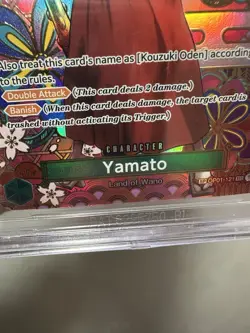 Also treat this card's name as [Kouzuki Oden] according
to the rules.
Double Attack (This card deals 2 damage.)
Banish (When this card deals damage, the target card is
trashed without activating its Trigger.)
CHARACTER
Yamato
Land of Wano
OP01-121